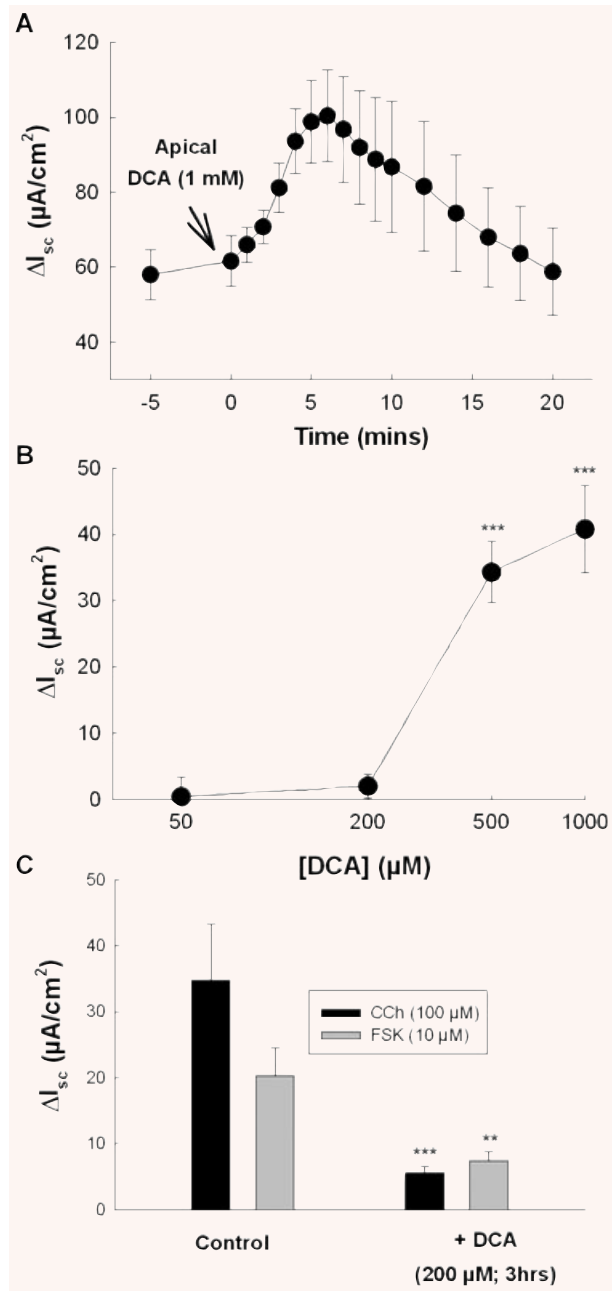 A
120
100
80
60
40
ΔIsc (µA/cm²)
Apical
DCA (1 mM)
-5 0 5 10 15 20
Time (mins)
B
50
40
30
20
10
0
ΔIsc (µA/cm²)
***
***
50 200 500 1000
[DCA] (µM)
C
50
40
30
20
10
0
ΔIsc (µA/cm²)
CCh (100 µM)
FSK (10 µM)
*** **
Control + DCA
(200 µM; 3hrs)